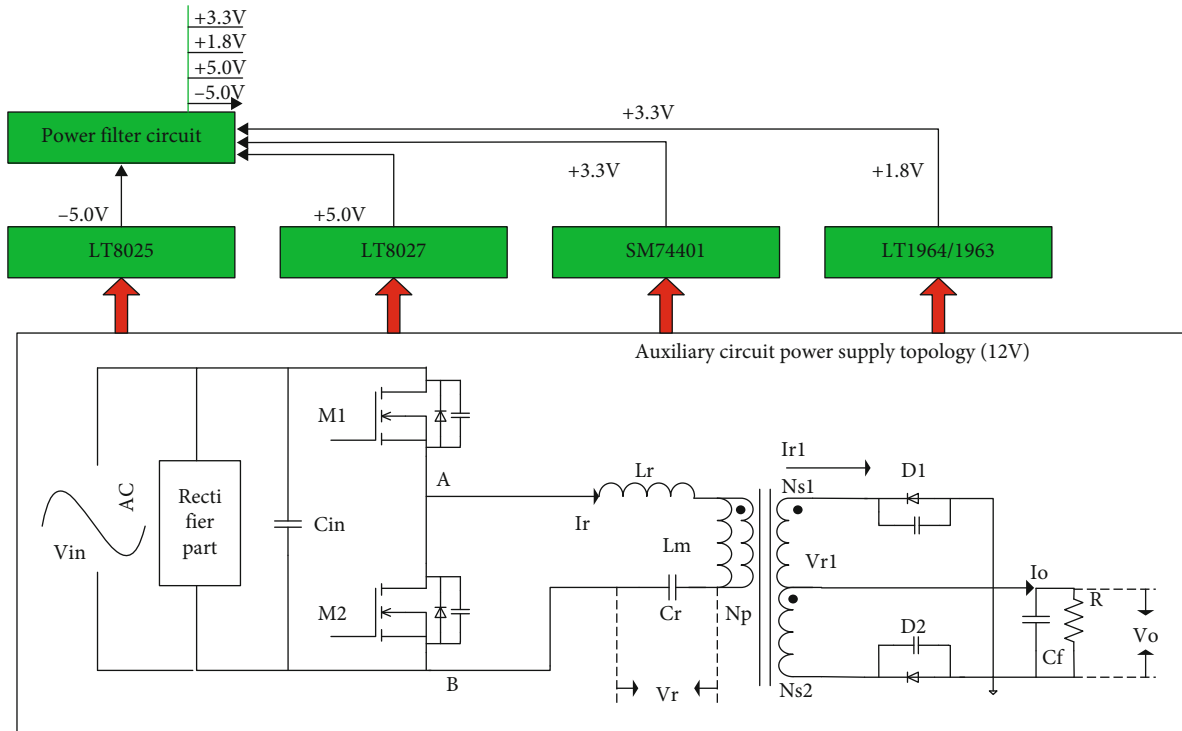 +3.3V
+1.8V
+5.0V
–5.0V
Power filter circuit
+3.3V
+3.3V
+1.8V
–5.0V
+5.0V
LT8025
LT8027
SM74401
LT1964/1963
Auxiliary circuit power supply topology (12V)
M1
A
Lr
Ir1
D1
Ns1
AC
Recti
fier
part
Cin
Ir
Vin
Lm
Vr1
Io
M2
Cr
Np
D2
R
Vo
Cf
B
Vr
Ns2